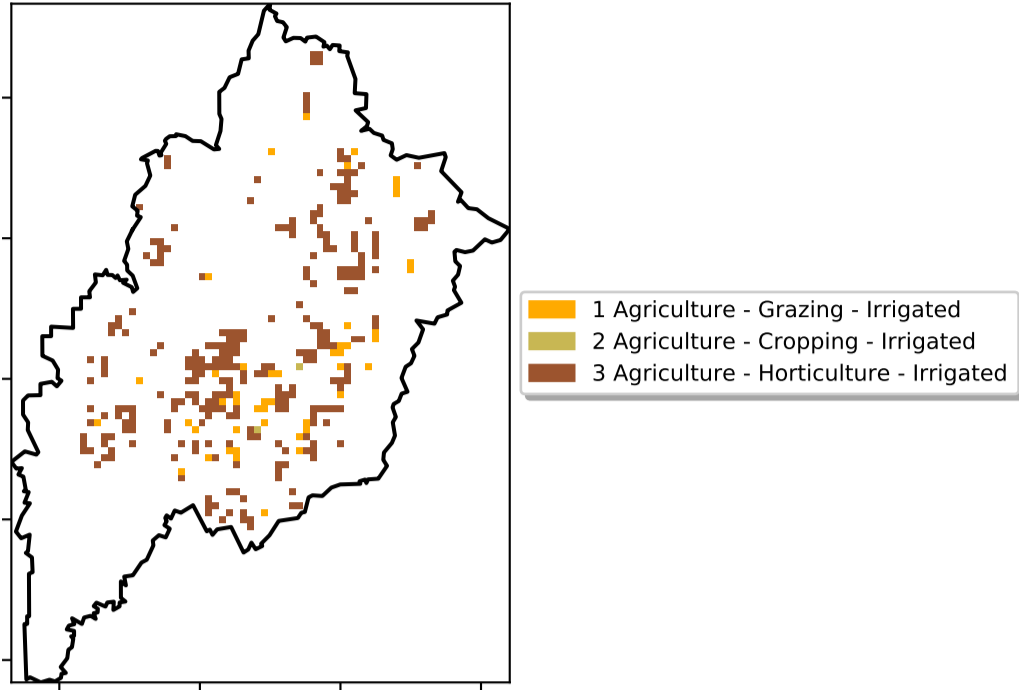 1 Agriculture - Grazing - Irrigated
2 Agriculture - Cropping - Irrigated
3 Agriculture - Horticulture - Irrigated